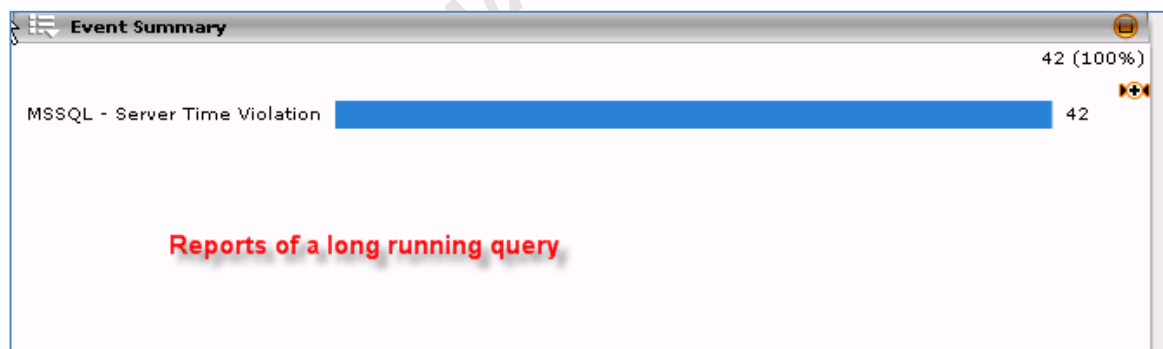 Event Summary
42 (100%)
MSSQL - Server Time Violation 42
Reports of a long running query